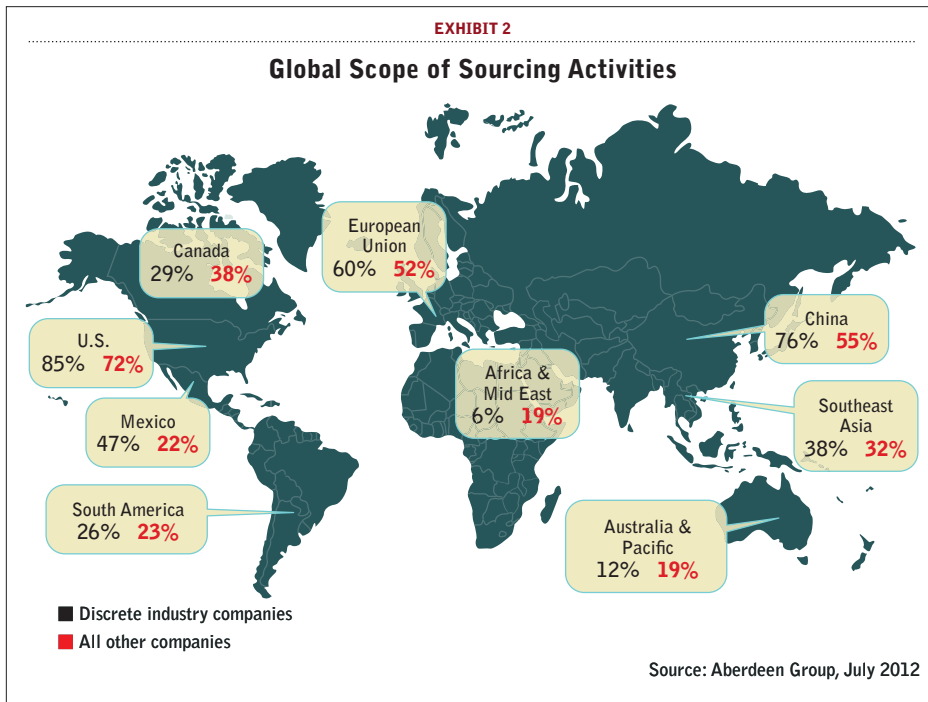 EXHIBIT 2
Global Scope of Sourcing Activities
European
Union
60% 52%
Canada
29% 38%
U.S.
85% 72%
China
76% 55%
Africa &
Mid East
6% 19%
Mexico
47% 22%
Southeast
Asia
38% 32%
South America
26% 23%
Australia &
Pacific
12% 19%
Discrete industry companies
All other companies
Source: Aberdeen Group, July 2012